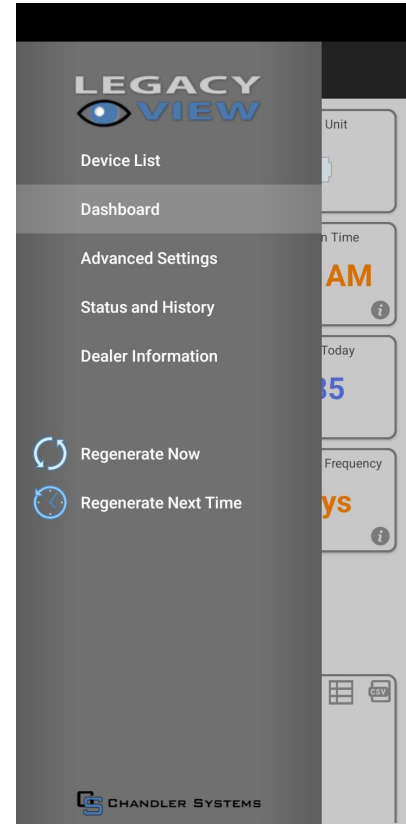 LEGACY
VIEW
Device List
Dashboard
Advanced Settings
Status and History
Dealer Information
Regenerate Now
Regenerate Next Time
CS CHANDLER SYSTEMS
Unit
Time
AM
i
Today
Frequency
i
CSV